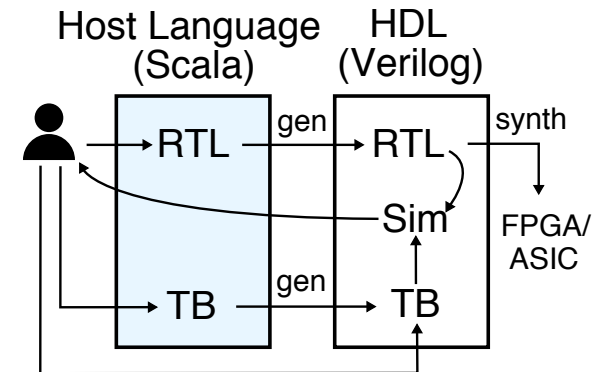 Host Language
(Scala)
HDL
(Verilog)
RTL
gen
RTL
synth
Sim
FPGA/
ASIC
TB
gen
TB